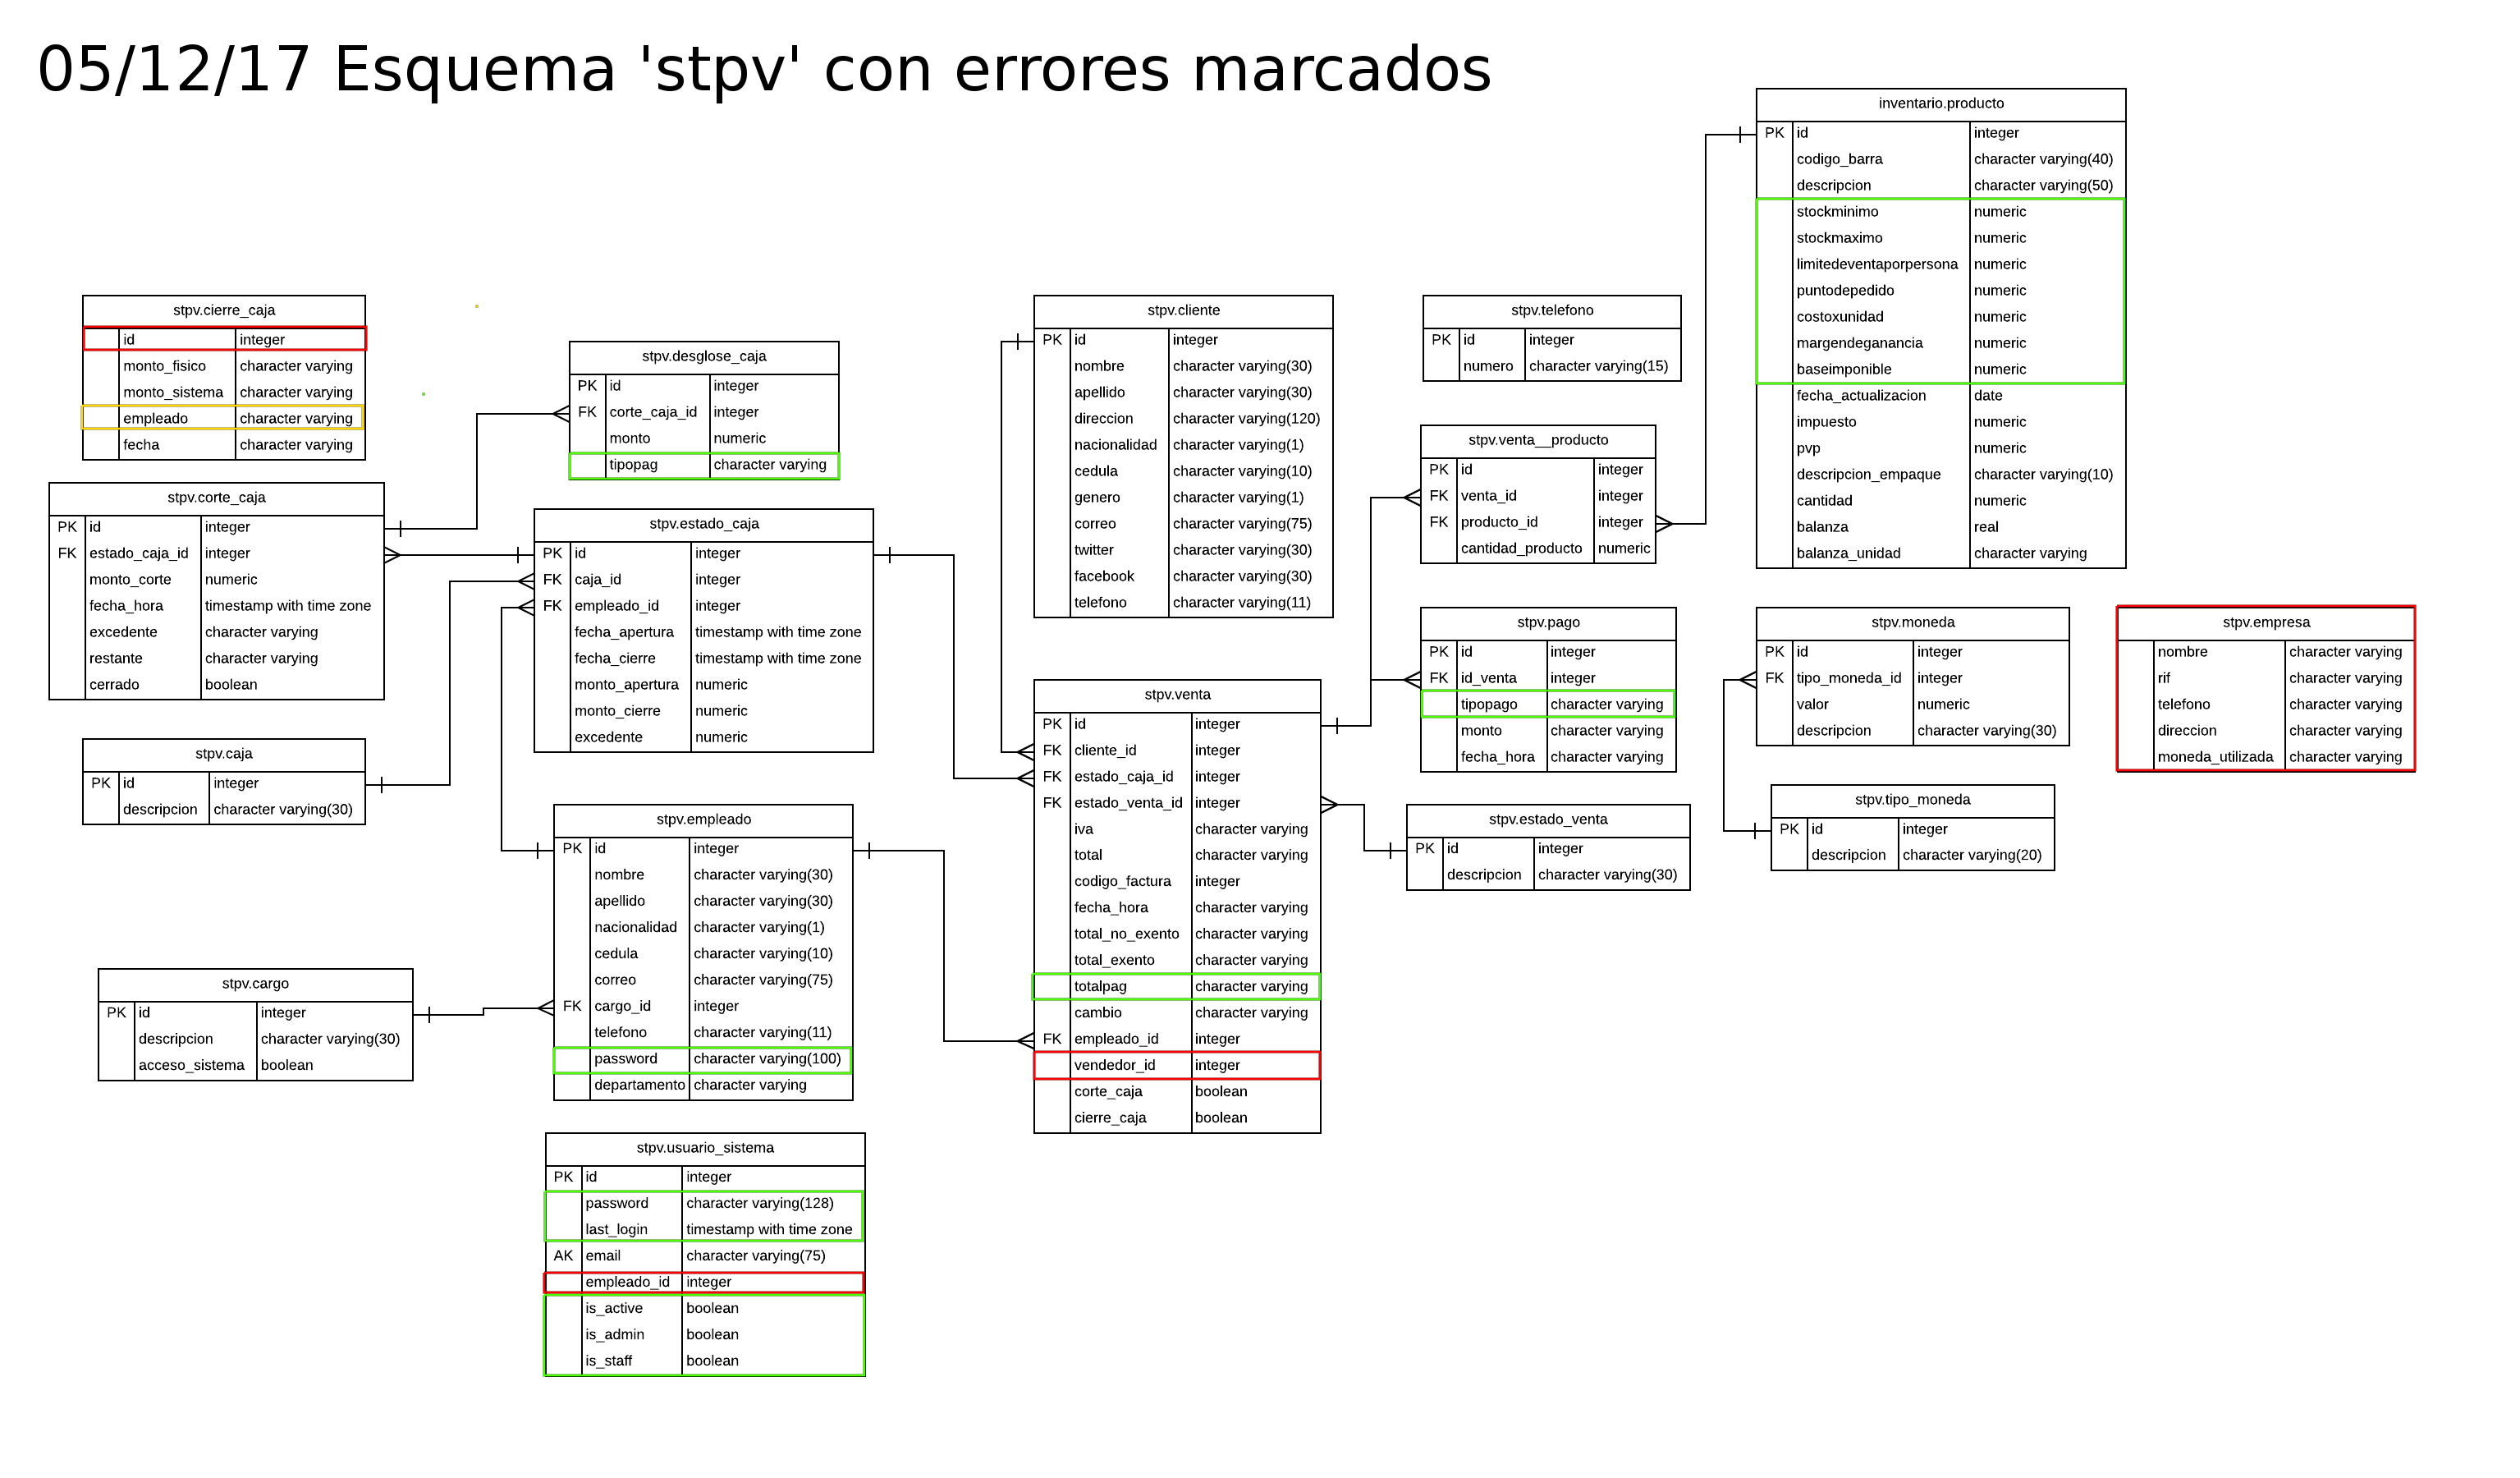 05/12/17 Esquema 'stpv' con errores marcados
stpv.cierre_caja
id integer
monto_fisico character varying
monto_sistema character varying
empleado character varying
fecha character varying
stpv.corte_caja
PK id integer
FK estado_caja_id integer
monto_corte numeric
fecha_hora timestamp with time zone
excedente character varying
restante character varying
cerrado boolean
stpv.caja
PK id integer
descripcion character varying(30)
stpv.cargo
PK id integer
descripcion character varying(30)
acceso_sistema boolean
stpv.desglose_caja
PK id integer
FK corte_caja_id integer
monto numeric
tipopag character varying
stpv.estado_caja
PK id integer
FK caja_id integer
FK empleado_id integer
fecha_apertura timestamp with time zone
fecha_cierre timestamp with time zone
monto_apertura numeric
monto_cierre numeric
excedente numeric
stpv.empleado
PK id integer
nombre character varying(30)
apellido character varying(30)
nacionalidad character varying(1)
cedula character varying(10)
correo character varying(75)
FK cargo_id integer
telefono character varying(11)
password character varying(100)
departamento character varying
stpv.usuario_sistema
PK id integer
password character varying(128)
last_login timestamp with time zone
AK email character varying(75)
empleado_id integer
is_active boolean
is_admin boolean
is_staff boolean
stpv.cliente
PK id integer
nombre character varying(30)
apellido character varying(30)
direccion character varying(120)
nacionalidad character varying(1)
cedula character varying(10)
genero character varying(1)
correo character varying(75)
twitter character varying(30)
facebook character varying(30)
telefono character varying(11)
stpv.venta
PK id integer
FK cliente_id integer
FK estado_caja_id integer
FK estado_venta_id integer
iva character varying
total character varying
codigo_factura integer
fecha_hora character varying
total_no_exento character varying
total_exento character varying
totalpag character varying
cambio character varying
FK empleado_id integer
vendedor_id integer
corte_caja boolean
cierre_caja boolean
stpv.telefono
PK id integer
numero character varying(15)
stpv.venta__producto
PK id integer
FK venta_id integer
FK producto_id integer
cantidad_producto numeric
stpv.pago
PK id integer
FK id_venta integer
tipopago character varying
monto character varying
fecha_hora character varying
stpv.estado_venta
PK id integer
descripcion character varying(30)
inventario.producto
PK id integer
codigo_barra character varying(40)
descripcion character varying(50)
stockminimo numeric
stockmaximo numeric
limitedeventaporpersona numeric
puntodepedido numeric
costoxunidad numeric
margendeganancia numeric
baseimponible numeric
fecha_actualizacion date
impuesto numeric
pvp numeric
descripcion_empaque character varying(10)
cantidad numeric
balanza real
balanza_unidad character varying
stpv.moneda
PK id integer
FK tipo_moneda_id integer
valor numeric
descripcion character varying(30)
stpv.tipo_moneda
PK id integer
descripcion character varying(20)
stpv.empresa
nombre character varying
rif character varying
telefono character varying
direccion character varying
moneda_utilizada character varying